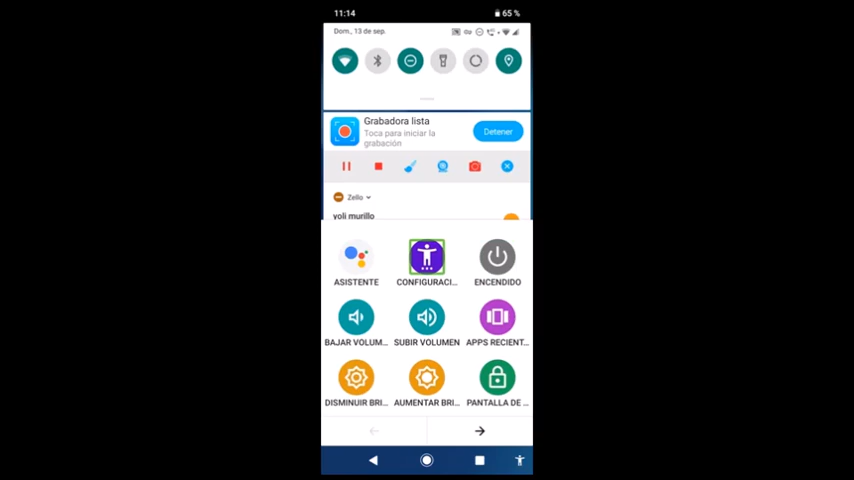 11:14
65 %
Dom., 13 de sep.
Grabadora lista
Toca para iniciar la
grabación
Detener
Zello
yoli murillo
ASISTENTE
CONFIGURACI...
ENCENDIDO
BAJAR VOLUM...
SUBIR VOLUMEN
APPS RECIENT...
DISMINUIR BRI...
AUMENTAR BRI...
PANTALLA DE ...